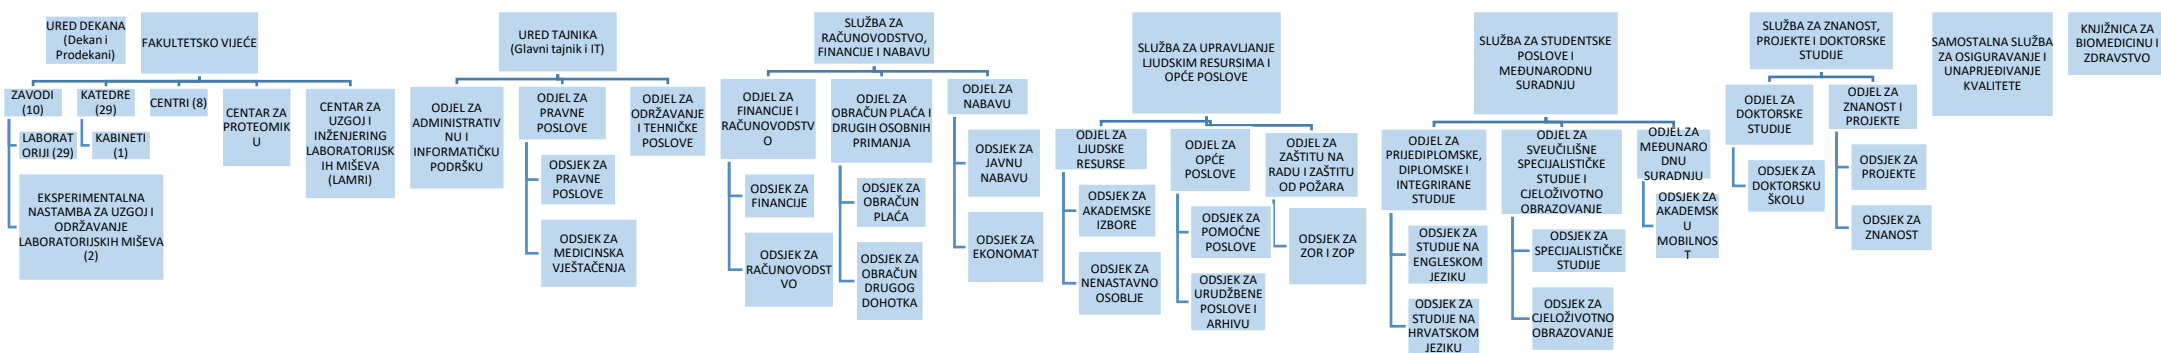 URED DEKANA
(Dekan i
Prodekani)
FAKULTETSKO VIJEĆE
ZAVODI
(10)
LABORAT
ORIJI (29)
EKSPERIMENTALNA
NASTAMBA ZA UZGOJ I
ODRŽAVANJE
LABORATORIJSKIH MIŠEVA
(2)
KATEDRE
(29)
KABINETI
(1)
CENTRI (8)
CENTAR ZA
PROTEOMIK
U
CENTAR ZA
UZGOJ I
INŽENJERING
LABORATORIJSK
IH MIŠEVA
(LAMRI)
URED TAJNIKA
(Glavni tajnik i IT)
ODJEL ZA
ADMINISTRATIV
NU I
INFORMATIČKU
PODRŠKU
ODJEL ZA
PRAVNE
POSLOVE
ODSJEK ZA
PRAVNE
POSLOVE
ODSJEK ZA
MEDICINSKA
VJEŠTAČENJA
ODJEL ZA
ODRŽAVANJE
I TEHNIČKE
POSLOVE
SLUŽBA ZA
RAČUNOVODSTVO,
FINANCIJE I NABAVU
ODJEL ZA
FINANCIJE I
RAČUNOVODSTV
O
ODSJEK ZA
FINANCIJE
ODSJEK ZA
RAČUNOVODST
VO
ODJEL ZA
OBRAČUN PLAĆA I
DRUGIH OSOBNIH
PRIMANJA
ODSJEK ZA
OBRAČUN
PLAĆA
ODSJEK ZA
OBRAČUN
DRUGOG
DOHOTKA
ODJEL ZA
NABAVU
ODSJEK ZA
JAVNU
NABAVU
ODSJEK ZA
EKONOMAT
SLUŽBA ZA UPRAVLJANJE
LJUDSKIM RESURSIMA I
OPĆE POSLOVE
ODJEL ZA
LJUDSKE
RESURSE
ODSJEK ZA
AKADEMSKE
IZBORE
ODSJEK ZA
NENASTAVNO
OSOBLJE
ODJEL ZA
OPĆE
POSLOVE
ODSJEK ZA
POMOĆNE
POSLOVE
ODSJEK ZA
URUDŽBENE
POSLOVE I
ARHIVU
ODJEL ZA
ZAŠTITU NA
RADU I ZAŠTITU
OD POŽARA
ODSJEK ZA
ZOR I ZOP
SLUŽBA ZA STUDENTSKE
POSLOVE I
MEĐUNARODNU
SURADNJU
ODJEL ZA
PRIJEDIPLOMSKE,
DIPLOMSKE I
INTEGRIRANE
STUDIJE
ODSJEK ZA
STUDIJE NA
ENGLESKOM
JEZIKU
ODSJEK ZA
STUDIJE NA
HRVATSKOM
JEZIKU
ODJEL ZA
SVEUČILIŠNE
SPECIJALISTIČKE
STUDIJE I
CJELOŽIVOTNO
OBRAZOVANJE
ODSJEK ZA
SPECIJALISTIČKE
STUDIJE
ODSJEK ZA
CJELOŽIVOTNO
OBRAZOVANJE
ODJEL ZA
MEĐUNARO
DNU
SURADNJU
ODSJEK ZA
AKADEMSK
U
MOBILNOS
T
SLUŽBA ZA ZNANOST,
PROJEKTE I DOKTORSKE
STUDIJE
ODJEL ZA
DOKTORSKE
STUDIJE
ODSJEK ZA
DOKTORSKU
ŠKOLU
ODJEL ZA
ZNANOST I
PROJEKTE
ODSJEK ZA
PROJEKTE
ODSJEK ZA
ZNANOST
SAMOSTALNA SLUŽBA
ZA OSIGURAVANJE I
UNAPRJEĐIVANJE
KVALITETE
KNJIŽNICA ZA
BIOMEDICINU I
ZDRAVSTVO